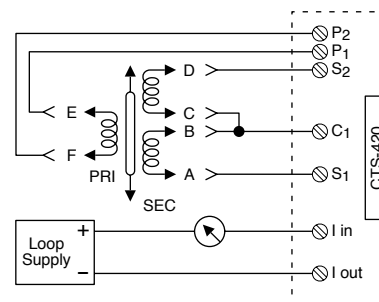 P2
P1
D
S2
E
C
B
C1
F
PRI
A
S1
SEC
CTS-420
+
I in
Loop
Supply
–
I out